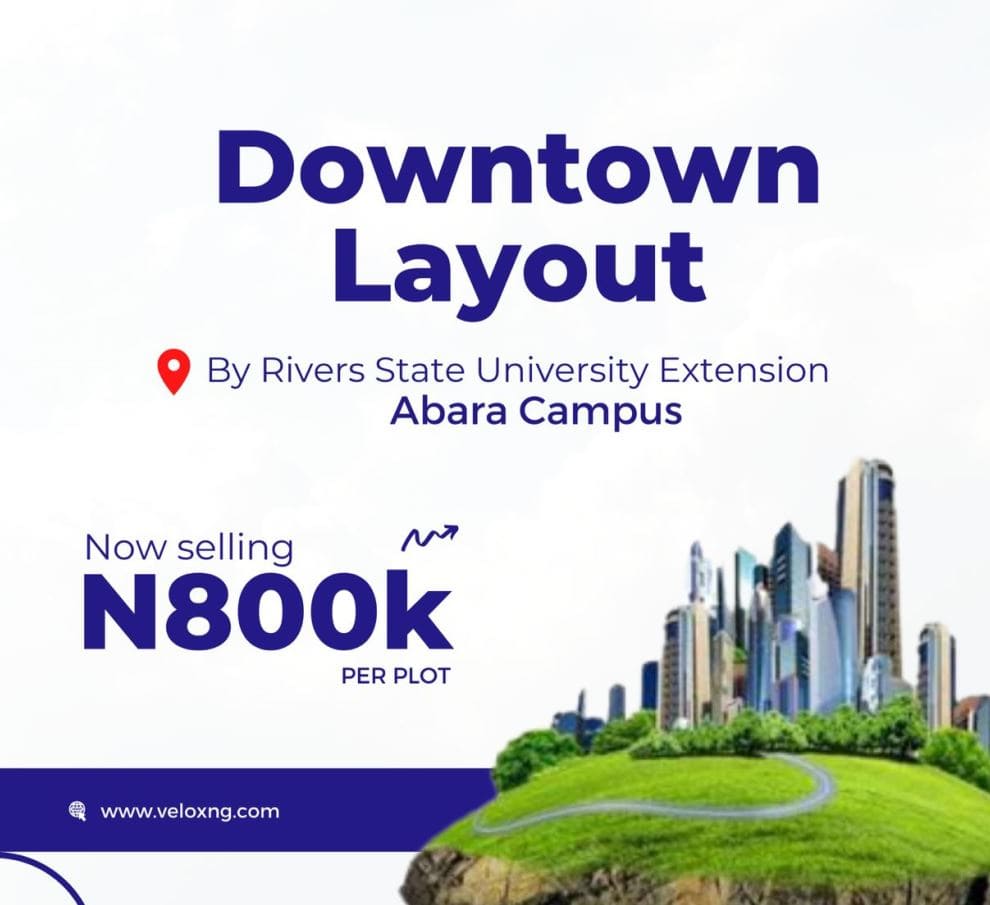 Downtown
Layout
By Rivers State University Extension
Abara Campus
Now selling
N800k
PER PLOT
www.veloxng.com